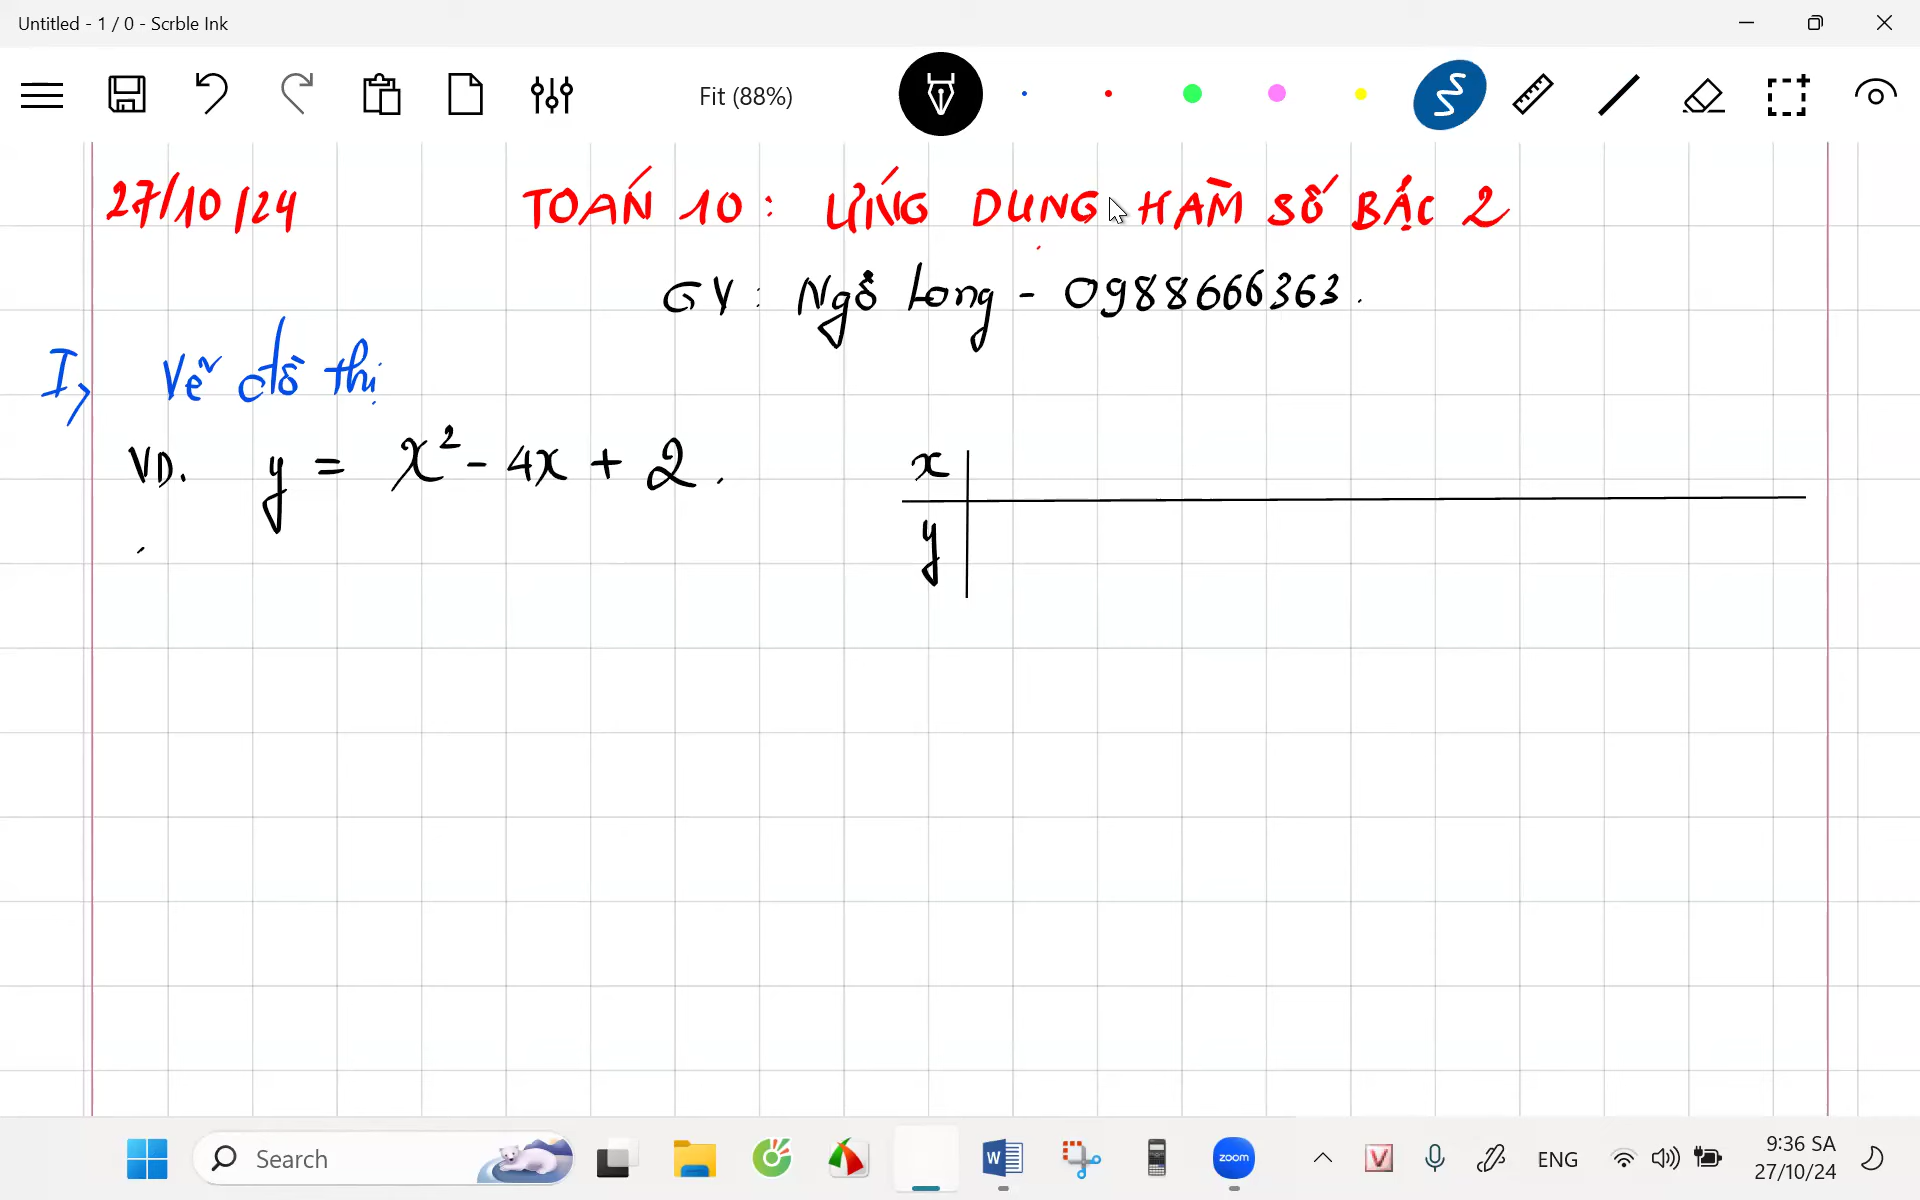 Untitled - 1 / 0 - Scrble Ink
Fit (88%)
27/10/24 TOÁN 10 : ỨNG DỤNG HÀM SỐ BẬC 2
GV : Ngô Long - 0988666363.
I, Vẽ đồ thị
VD. y = x² - 4x + 2 .
x
y
Search
zoom
ENG
9:36 SA
27/10/24